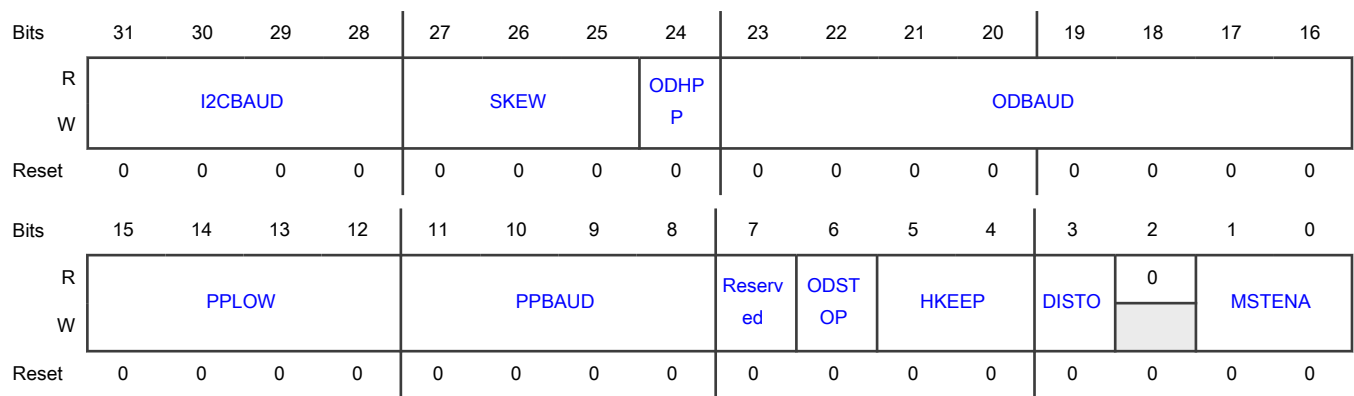 Bits 31 30 29 28 27 26 25 24 23 22 21 20 19 18 17 16
R
W
I2CBAUD SKEW ODHP
P ODBAUD
Reset 0 0 0 0 0 0 0 0 0 0 0 0 0 0 0 0
Bits 15 14 13 12 11 10 9 8 7 6 5 4 3 2 1 0
R
W
PPLOW PPBAUD Reserv
ed ODST
OP HKEEP DISTO 0 MSTENA
Reset 0 0 0 0 0 0 0 0 0 0 0 0 0 0 0 0